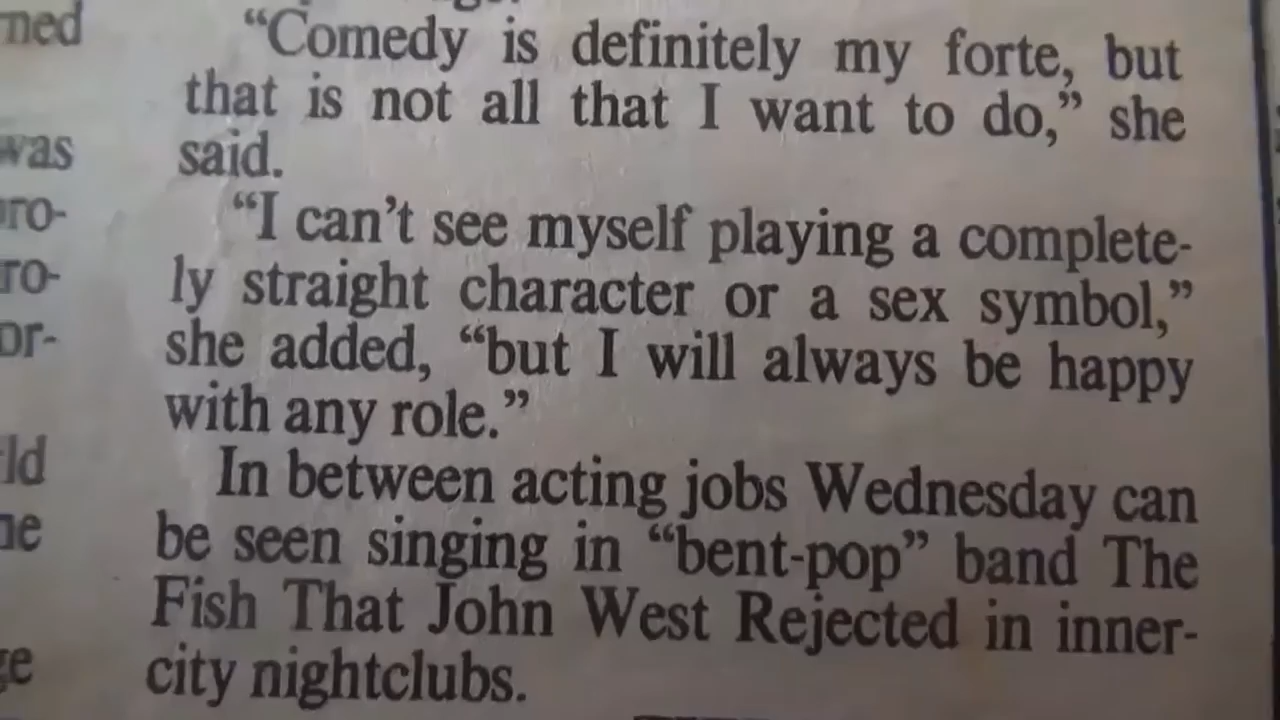 "Comedy is definitely my forte, but
that is not all that I want to do," she
said.
"I can't see myself playing a complete-
ly straight character or a sex symbol,"
she added, "but I will always be happy
with any role."
In between acting jobs Wednesday can
be seen singing in "bent-pop" band The
Fish That John West Rejected in inner-
city nightclubs.